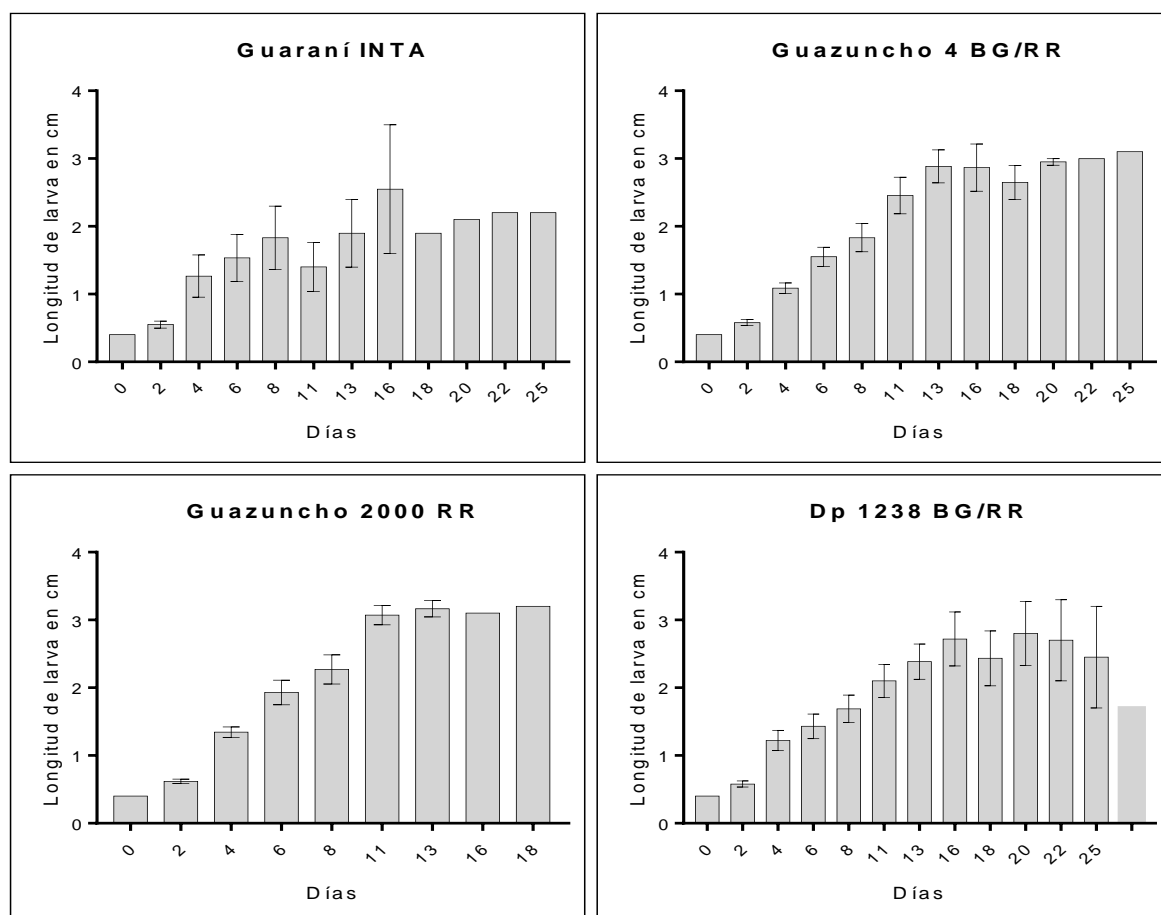 Guaraní INTA
Longitud de larva en cm
4
3
2
1
0
0 2 4 6 8 11 13 16 18 20 22 25
Días
Guazuncho 4 BG/RR
Longitud de larva en cm
4
3
2
1
0
0 2 4 6 8 11 13 16 18 20 22 25
Días
Guazuncho 2000 RR
Longitud de larva en cm
4
3
2
1
0
0 2 4 6 8 11 13 16 18
Días
Dp 1238 BG/RR
Longitud de larva en cm
4
3
2
1
0
0 2 4 6 8 11 13 16 18 20 22 25
Días